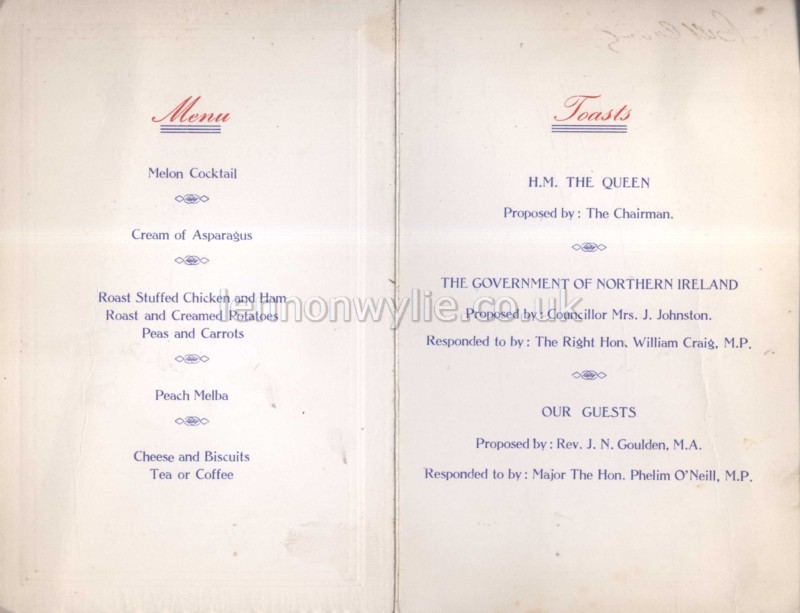 Menu
Melon Cocktail
Cream of Asparagus
Roast Stuffed Chicken and Ham
Roast and Creamed Potatoes
Peas and Carrots
Peach Melba
Cheese and Biscuits
Tea or Coffee
Toasts
H.M. THE QUEEN
Proposed by: The Chairman.
THE GOVERNMENT OF NORTHERN IRELAND
Proposed by: Councillor Mrs. J. Johnston.
Responded to by: The Right Hon. William Craig, M.P.
OUR GUESTS
Proposed by: Rev. J. N. Goulden, M.A.
Responded to by: Major The Hon. Phelim O'Neill, M.P.
lennonwylie.co.uk